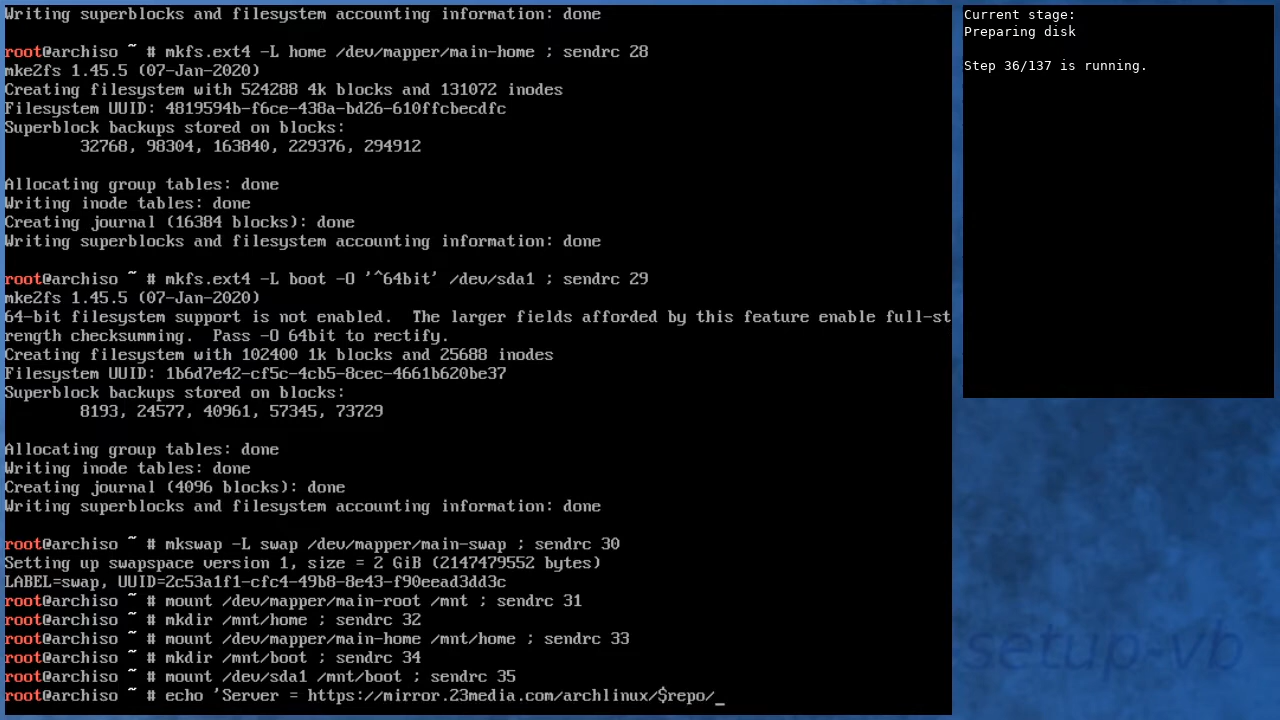 Writing superblocks and filesystem accounting information: done
root@archiso ~ # mkfs.ext4 -L home /dev/mapper/main-home ; sendrc 28
mke2fs 1.45.5 (07-Jan-2020)
Creating filesystem with 524288 4k blocks and 131072 inodes
Filesystem UUID: 4819594b-f6ce-438a-bd26-610ffcbecdfc
Superblock backups stored on blocks:
32768, 98304, 163840, 229376, 294912
Allocating group tables: done
Writing inode tables: done
Creating journal (16384 blocks): done
Writing superblocks and filesystem accounting information: done
root@archiso ~ # mkfs.ext4 -L boot -O '^64bit' /dev/sda1 ; sendrc 29
mke2fs 1.45.5 (07-Jan-2020)
64-bit filesystem support is not enabled.  The larger fields afforded by this feature enable full-st
rength checksumming.  Pass -O 64bit to rectify.
Creating filesystem with 102400 1k blocks and 25688 inodes
Filesystem UUID: 1b6d7e42-cf5c-4cb5-8cec-4661b620be37
Superblock backups stored on blocks:
8193, 24577, 40961, 57345, 73729
Allocating group tables: done
Writing inode tables: done
Creating journal (4096 blocks): done
Writing superblocks and filesystem accounting information: done
root@archiso ~ # mkswap -L swap /dev/mapper/main-swap ; sendrc 30
Setting up swapspace version 1, size = 2 GiB (2147479552 bytes)
LABEL=swap, UUID=2c53a1f1-cfc4-49b8-8e43-f90eead3dd3c
root@archiso ~ # mount /dev/mapper/main-root /mnt ; sendrc 31
root@archiso ~ # mkdir /mnt/home ; sendrc 32
root@archiso ~ # mount /dev/mapper/main-home /mnt/home ; sendrc 33
root@archiso ~ # mkdir /mnt/boot ; sendrc 34
root@archiso ~ # mount /dev/sda1 /mnt/boot ; sendrc 35
root@archiso ~ # echo 'Server = https://mirror.23media.com/archlinux/$repo/_
Current stage:
Preparing disk
Step 36/137 is running.
setup-vb